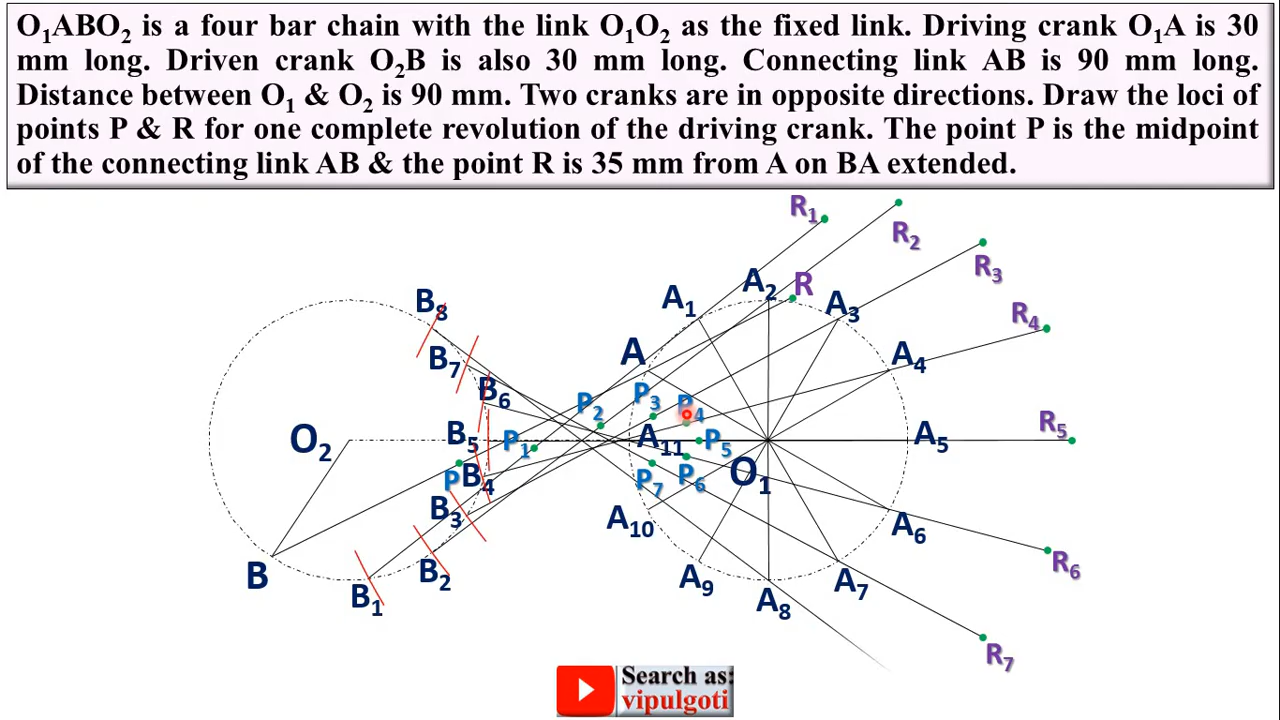 O₁ABO₂ is a four bar chain with the link O₁O₂ as the fixed link. Driving crank O₁A is 30
mm long. Driven crank O₂B is also 30 mm long. Connecting link AB is 90 mm long.
Distance between O₁ & O₂ is 90 mm. Two cranks are in opposite directions. Draw the loci of
points P & R for one complete revolution of the driving crank. The point P is the midpoint
of the connecting link AB & the point R is 35 mm from A on BA extended.
R₁
R₂
R₃
R
A₂
A₁
A₃
B₈
R₄
A
A₄
B₇
B₆
P₃
P₂
P₄
R₅
O₂
B₅
P₁
A₁₁
P₅
A₅
P
B₄
P₇
P₆
O₁
B₃
A₁₀
A₆
R₆
B
B₂
B₁
A₉
A₈
A₇
R₇
Search as:
vipulgoti